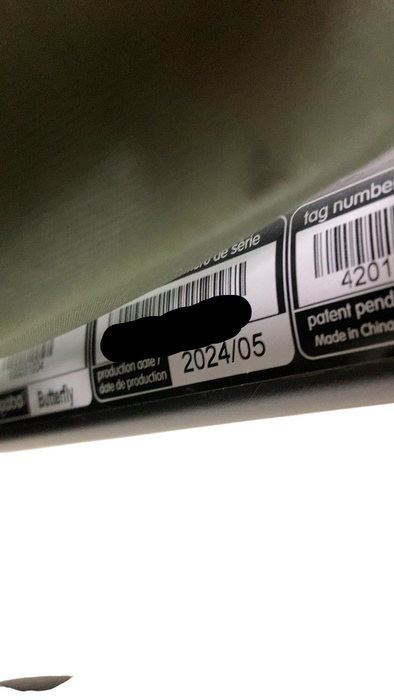 Butterfly
de série
production date /
date de production
2024/05
tag number
4201
patent pend
Made in China